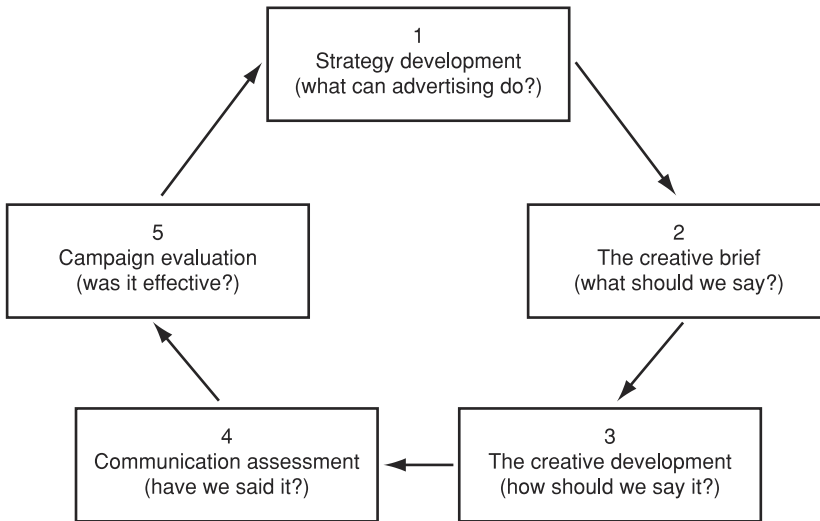 1
Strategy development
(what can advertising do?)
2
The creative brief
(what should we say?)
3
The creative development
(how should we say it?)
4
Communication assessment
(have we said it?)
5
Campaign evaluation
(was it effective?)